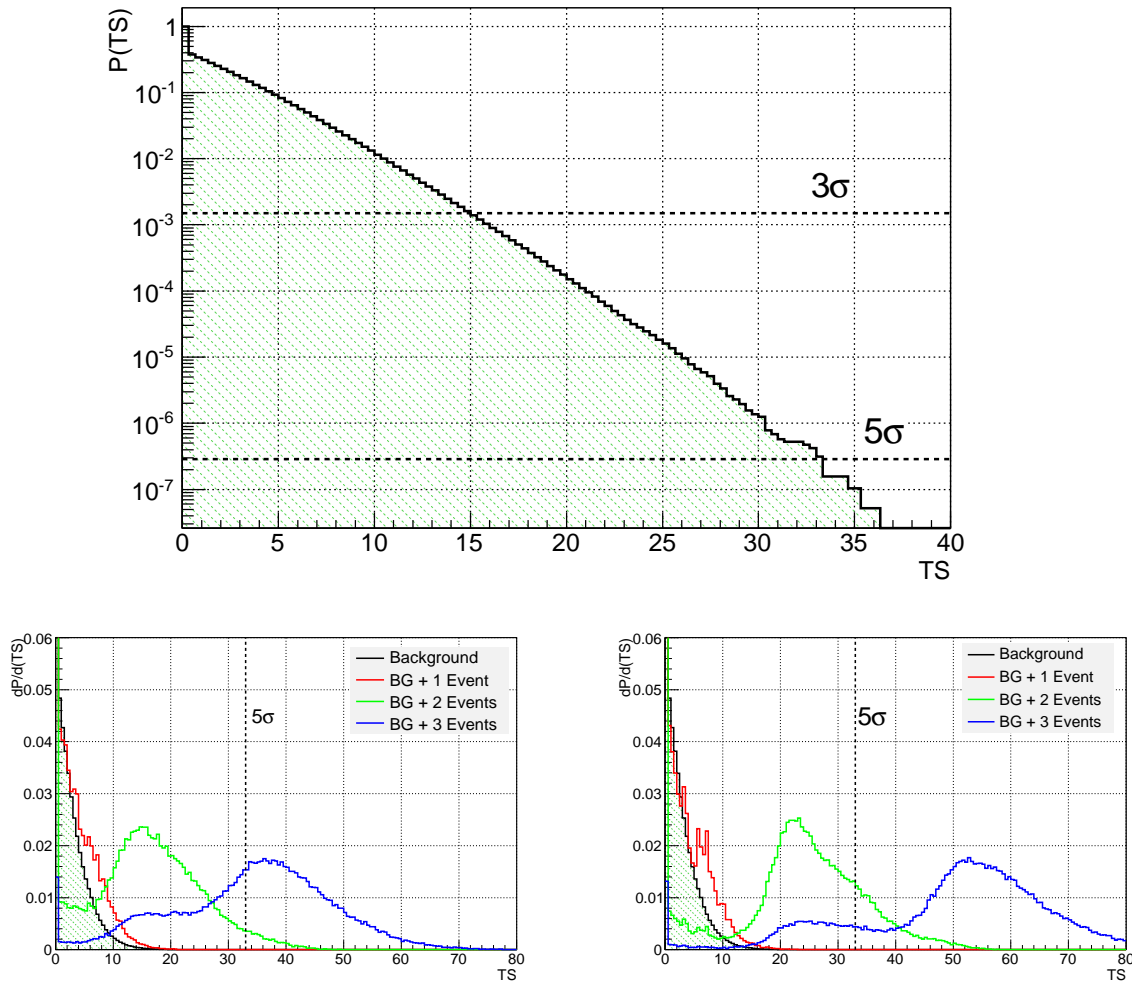 P(TS)
1
10⁻¹
10⁻²
10⁻³
10⁻⁴
10⁻⁵
10⁻⁶
10⁻⁷
3σ
5σ
0 5 10 15 20 25 30 35 40
TS
dP/d(TS)
0.06
0.05
0.04
0.03
0.02
0.01
0
Background
BG + 1 Event
BG + 2 Events
BG + 3 Events
5σ
0 10 20 30 40 50 60 70 80
TS
dP/d(TS)
0.06
0.05
0.04
0.03
0.02
0.01
0
Background
BG + 1 Event
BG + 2 Events
BG + 3 Events
5σ
0 10 20 30 40 50 60 70 80
TS